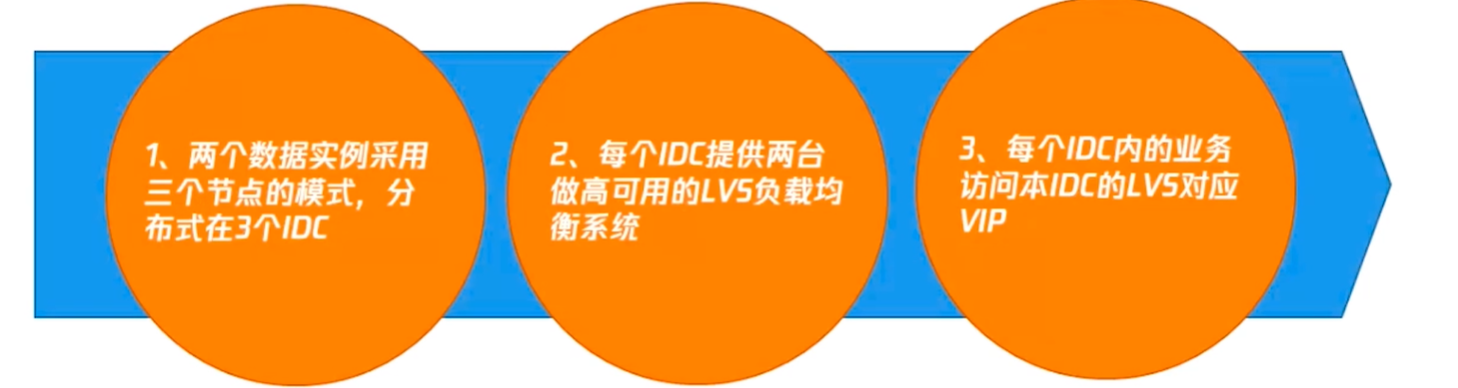 1、两个数据实例采用
三个节点的模式，分
布式在3个IDC
2、每个IDC提供两台
做高可用的LVS负载均
衡系统
3、每个IDC内的业务
访问本IDC的LVS对应
VIP